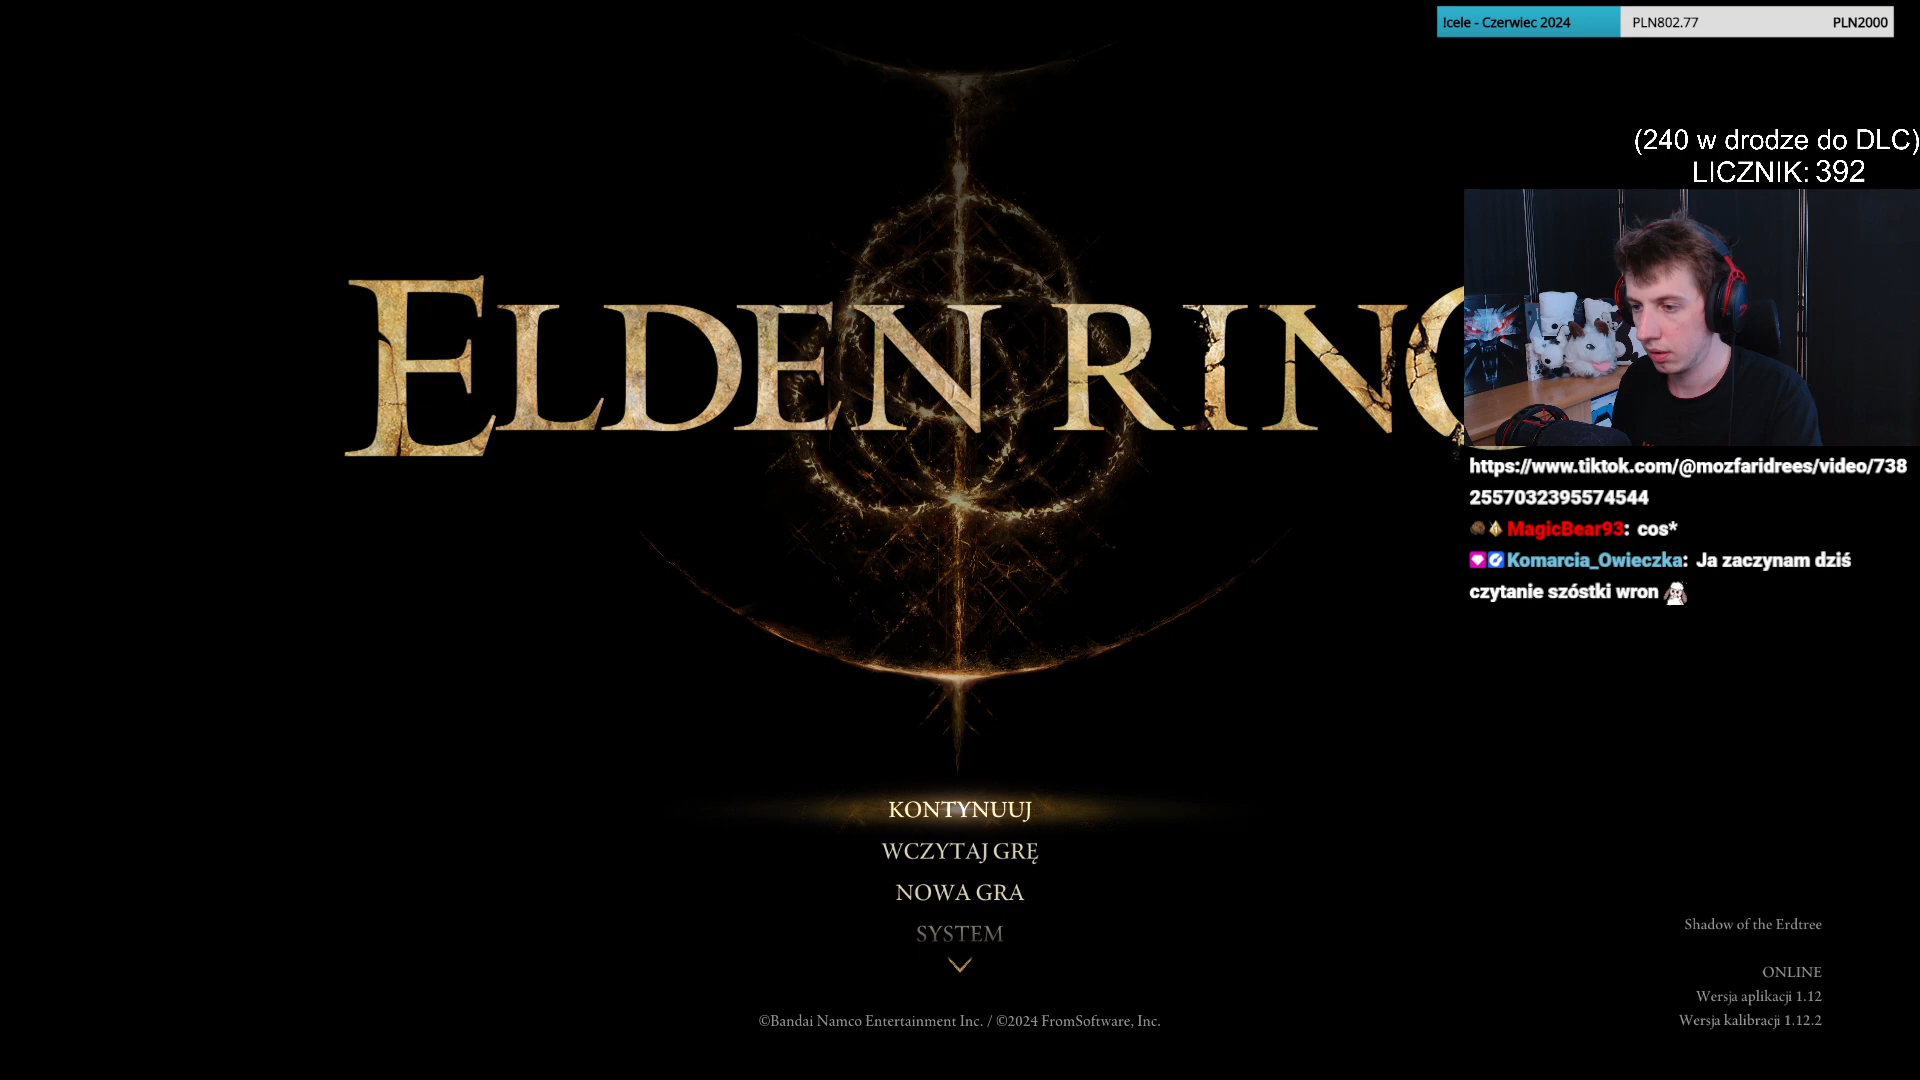 !cele - Czerwiec 2024 PLN802.77 PLN2000
(240 w drodze do DLC)
LICZNIK: 392
ELDEN RING
https://www.tiktok.com/@mozfaridrees/video/738
2557032395574544
MagicBear93: cos*
Komarcia_Owieczka: Ja zaczynam dziś
czytanie szóstki wron
KONTYNUUJ
WCZYTAJ GRĘ
NOWA GRA
SYSTEM
Shadow of the Erdtree
ONLINE
Wersja aplikacji 1.12
Wersja kalibracji 1.12.2
©Bandai Namco Entertainment Inc. / ©2024 FromSoftware, Inc.